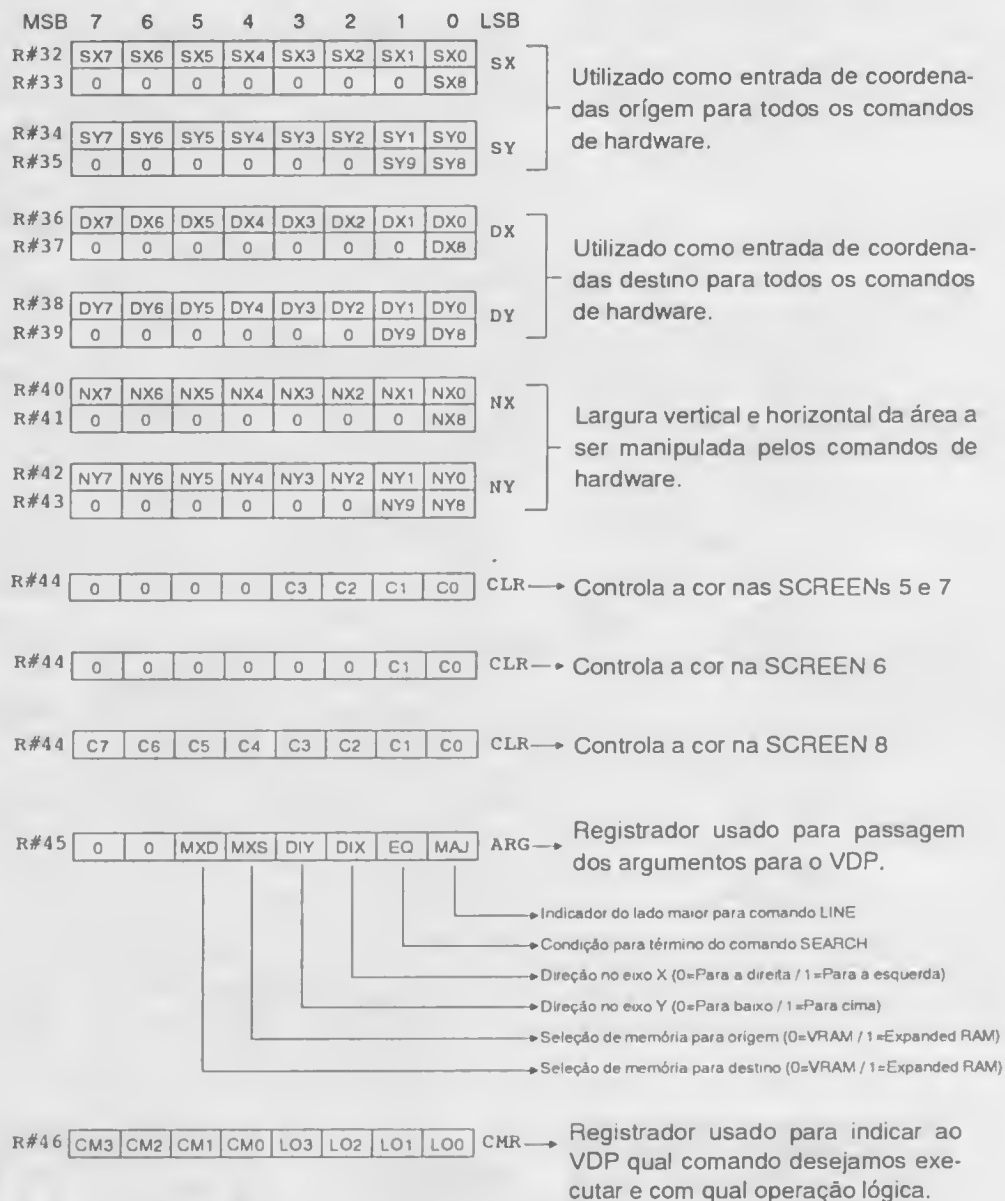 MSB 7 6 5 4 3 2 1 0 LSB
R#32 SX7 SX6 SX5 SX4 SX3 SX2 SX1 SX0 SX
R#33 0 0 0 0 0 0 0 SX8
Utilizado como entrada de coordena-
das orígem para todos os comandos
de hardware.
R#34 SY7 SY6 SY5 SY4 SY3 SY2 SY1 SY0 SY
R#35 0 0 0 0 0 0 SY9 SY8
R#36 DX7 DX6 DX5 DX4 DX3 DX2 DX1 DX0 DX
R#37 0 0 0 0 0 0 0 DX8
Utilizado como entrada de coordena-
das destino para todos os comandos
de hardware.
R#38 DY7 DY6 DY5 DY4 DY3 DY2 DY1 DY0 DY
R#39 0 0 0 0 0 0 DY9 DY8
R#40 NX7 NX6 NX5 NX4 NX3 NX2 NX1 NX0 NX
R#41 0 0 0 0 0 0 0 NX8
Largura vertical e horizontal da área a
ser manipulada pelos comandos de
hardware.
R#42 NY7 NY6 NY5 NY4 NY3 NY2 NY1 NY0 NY
R#43 0 0 0 0 0 0 NY9 NY8
R#44 0 0 0 0 C3 C2 C1 C0 CLR → Controla a cor nas SCREENs 5 e 7
R#44 0 0 0 0 0 0 C1 C0 CLR → Controla a cor na SCREEN 6
R#44 C7 C6 C5 C4 C3 C2 C1 C0 CLR → Controla a cor na SCREEN 8
R#45 0 0 MXD MXS DIY DIX EQ MAJ ARG → Registrador usado para passagem
dos argumentos para o VDP.
Indicador do lado maior para comando LINE
Condição para término do comando SEARCH
Direção no eixo X (0=Para a direita / 1=Para a esquerda)
Direção no eixo Y (0=Para baixo / 1=Para cima)
Seleção de memória para origem (0=VRAM / 1=Expanded RAM)
Seleção de memória para destino (0=VRAM / 1=Expanded RAM)
R#46 CM3 CM2 CM1 CM0 LO3 LO2 LO1 LO0 CMR → Registrador usado para indicar ao
VDP qual comando desejamos exe-
cutar e com qual operação lógica.